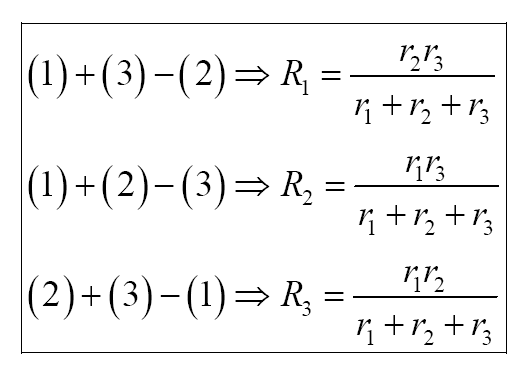 (1)+(3)−(2)⇒ R₁ = r₂r₃ / (r₁ + r₂ + r₃)
(1)+(2)−(3)⇒ R₂ = r₁r₃ / (r₁ + r₂ + r₃)
(2)+(3)−(1)⇒ R₃ = r₁r₂ / (r₁ + r₂ + r₃)